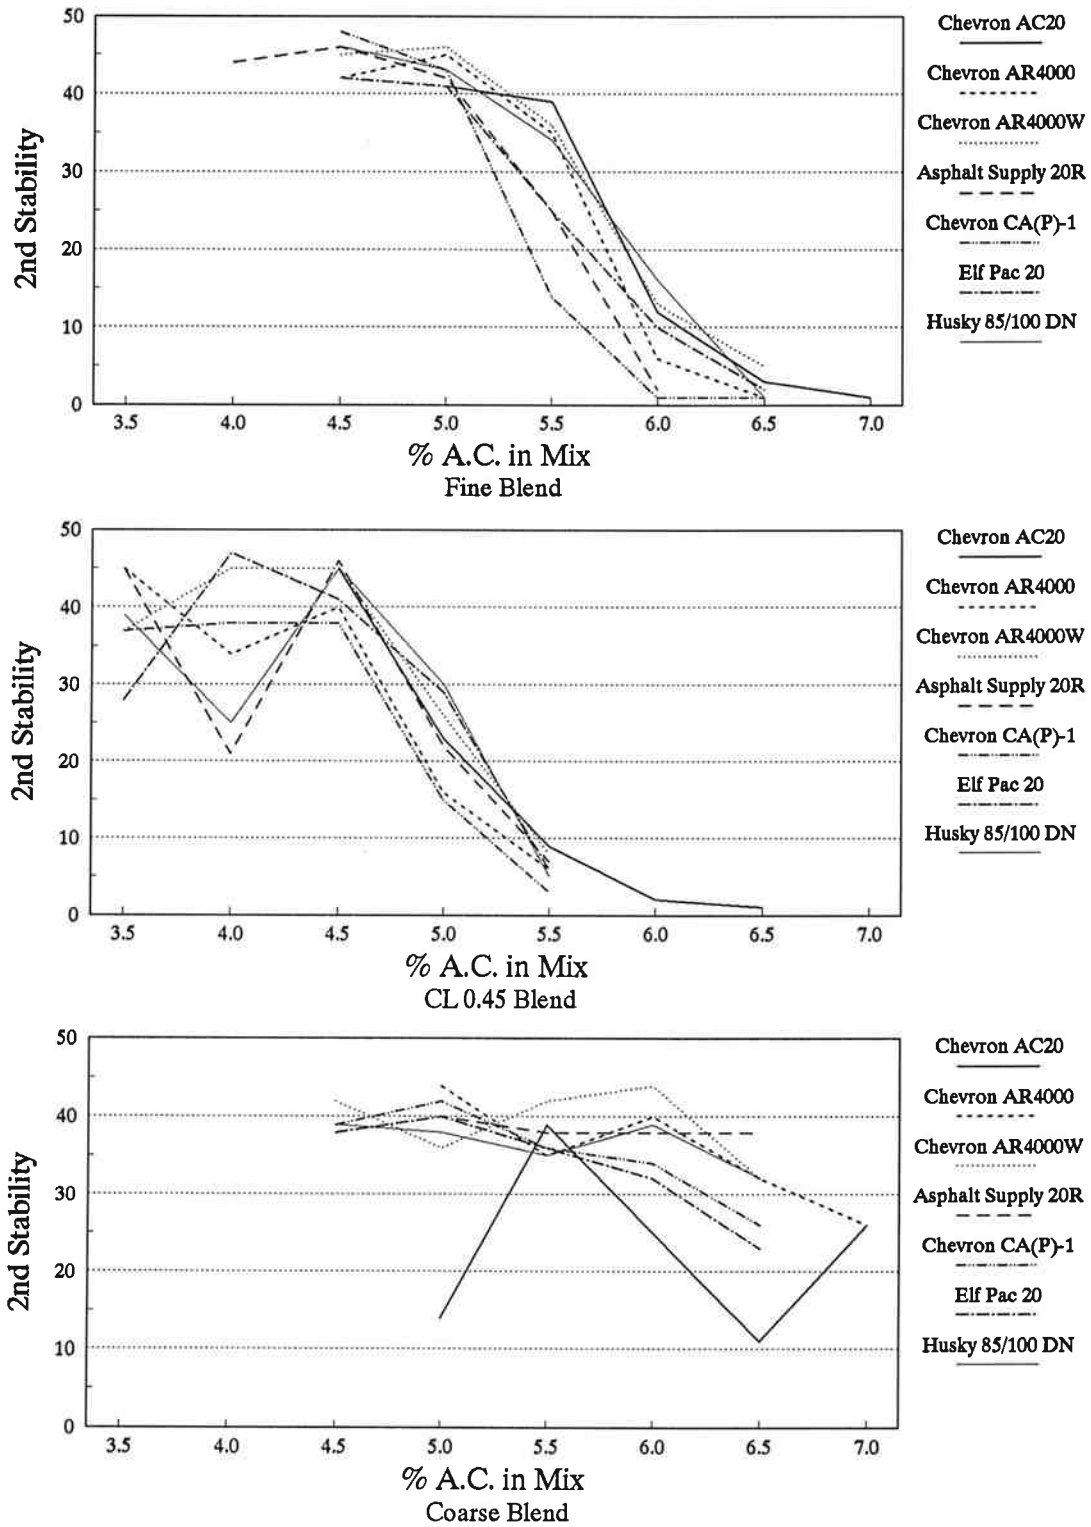 50
40
30
20
10
0
2nd Stability
3.5 4.0 4.5 5.0 5.5 6.0 6.5 7.0
% A.C. in Mix
Fine Blend
Chevron AC20
Chevron AR4000
Chevron AR4000W
Asphalt Supply 20R
Chevron CA(P)-1
Elf Pac 20
Husky 85/100 DN
50
40
30
20
10
0
2nd Stability
3.5 4.0 4.5 5.0 5.5 6.0 6.5 7.0
% A.C. in Mix
CL 0.45 Blend
Chevron AC20
Chevron AR4000
Chevron AR4000W
Asphalt Supply 20R
Chevron CA(P)-1
Elf Pac 20
Husky 85/100 DN
50
40
30
20
10
0
2nd Stability
3.5 4.0 4.5 5.0 5.5 6.0 6.5 7.0
% A.C. in Mix
Coarse Blend
Chevron AC20
Chevron AR4000
Chevron AR4000W
Asphalt Supply 20R
Chevron CA(P)-1
Elf Pac 20
Husky 85/100 DN